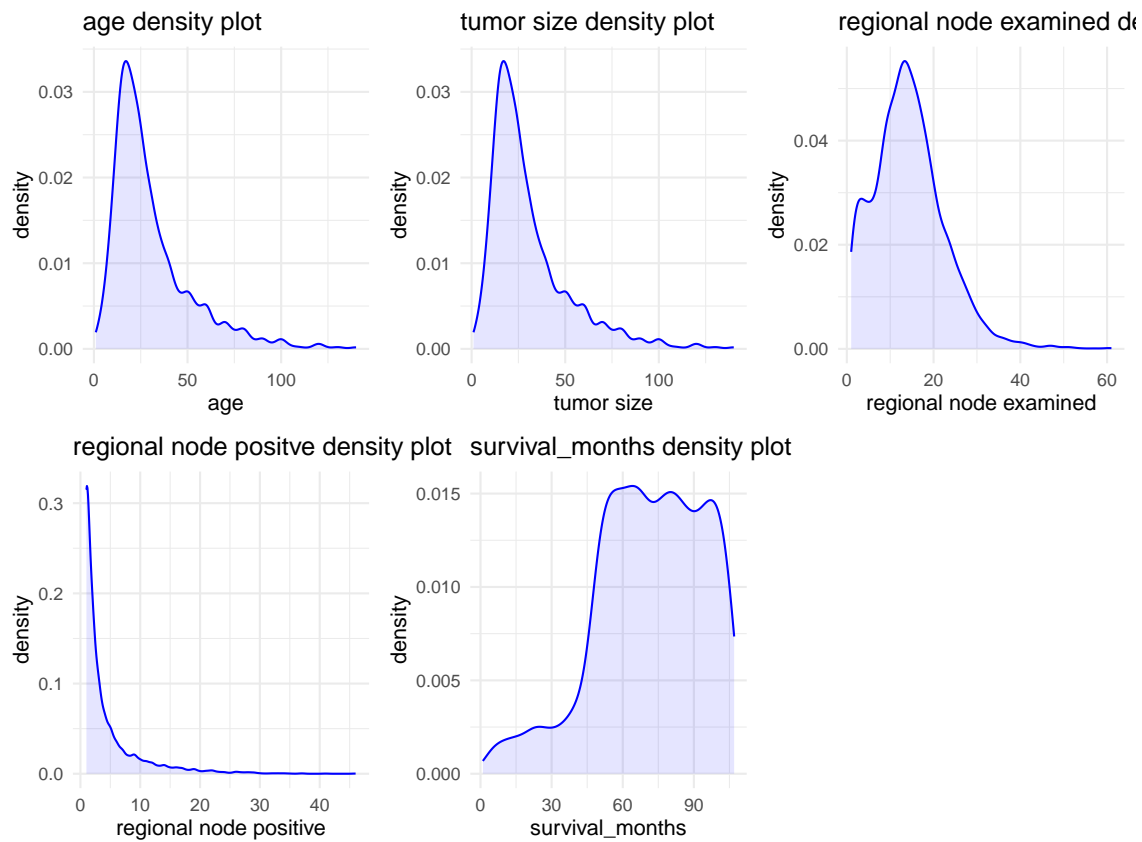 age density plot
density
0.03
0.02
0.01
0.00
0 50 100
age
tumor size density plot
density
0.03
0.02
0.01
0.00
0 50 100
tumor size
regional node examined de
density
0.04
0.02
0.00
0 20 40 60
regional node examined
regional node positve density plot
density
0.3
0.2
0.1
0.0
0 10 20 30 40
regional node positive
survival_months density plot
density
0.015
0.010
0.005
0.000
0 30 60 90
survival_months